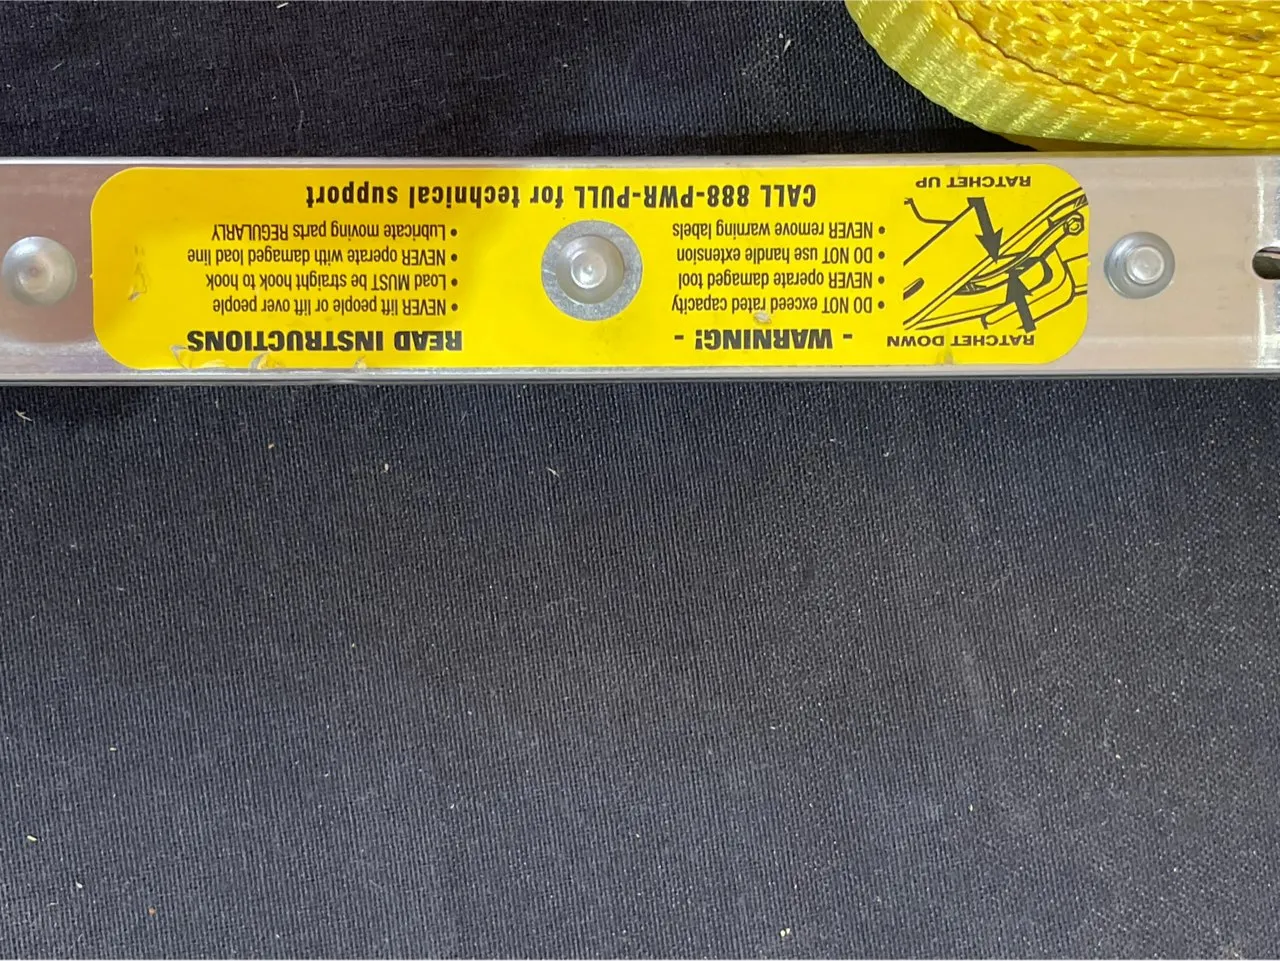 RATCHET DOWN
RATCHET UP
- WARNING! -
• DO NOT exceed rated capacity
• NEVER operate damaged tool
• DO NOT use handle extension
• NEVER remove warning labels
READ INSTRUCTIONS
• NEVER lift people or lift over people
• Load MUST be straight hook to hook
• NEVER operate with damaged load line
• Lubricate moving parts REGULARLY
CALL 888-PWR-PULL for technical support